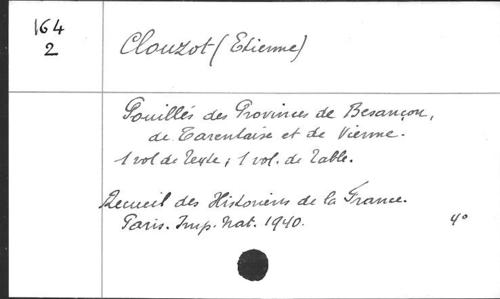 164
2
Clouzot (Etienne)
Pouillés des Provinces de Besançon,
de Tarentaise et de Vienne.
1 vol de Texte ; 1 vol. de Table.
Recueil des Historiens de la France.
Paris. Imp. Nat. 1940. 4°